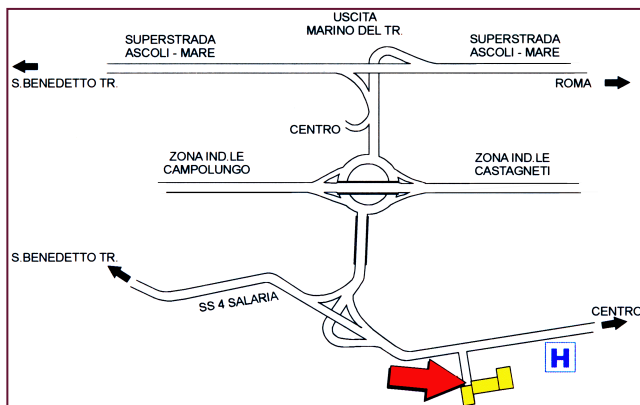 USCITA
MARINO DEL TR.
SUPERSTRADA
ASCOLI - MARE
SUPERSTRADA
ASCOLI - MARE
S.BENEDETTO TR.
ROMA
CENTRO
ZONA IND.LE
CAMPOLUNGO
ZONA IND.LE
CASTAGNETI
S.BENEDETTO TR.
SS 4 SALARIA
CENTRO
H